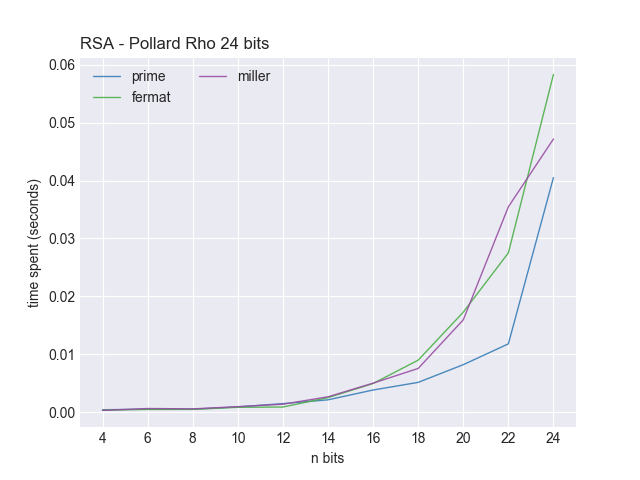 RSA - Pollard Rho 24 bits
prime
miller
fermat
0.06
0.05
0.04
0.03
0.02
0.01
0.00
time spent (seconds)
4 6 8 10 12 14 16 18 20 22 24
n bits